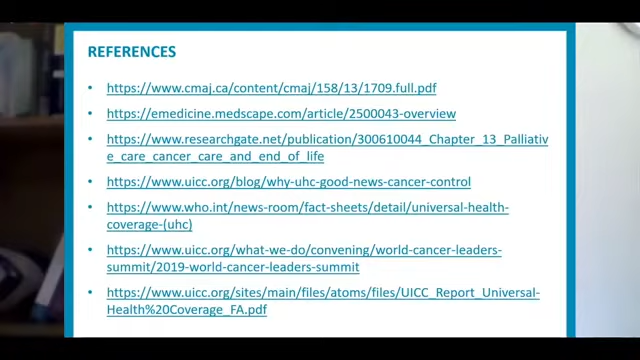 REFERENCES
• https://www.cmaj.ca/content/cmaj/158/13/1709.full.pdf
• https://emedicine.medscape.com/article/2500043-overview
• https://www.researchgate.net/publication/300610044_Chapter_13_Palliativ
e_care_cancer_care_and_end_of_life
• https://www.uicc.org/blog/why-uhc-good-news-cancer-control
• https://www.who.int/news-room/fact-sheets/detail/universal-health-
coverage-(uhc)
• https://www.uicc.org/what-we-do/convening/world-cancer-leaders-
summit/2019-world-cancer-leaders-summit
• https://www.uicc.org/sites/main/files/atoms/files/UICC_Report_Universal-
Health%20Coverage_FA.pdf